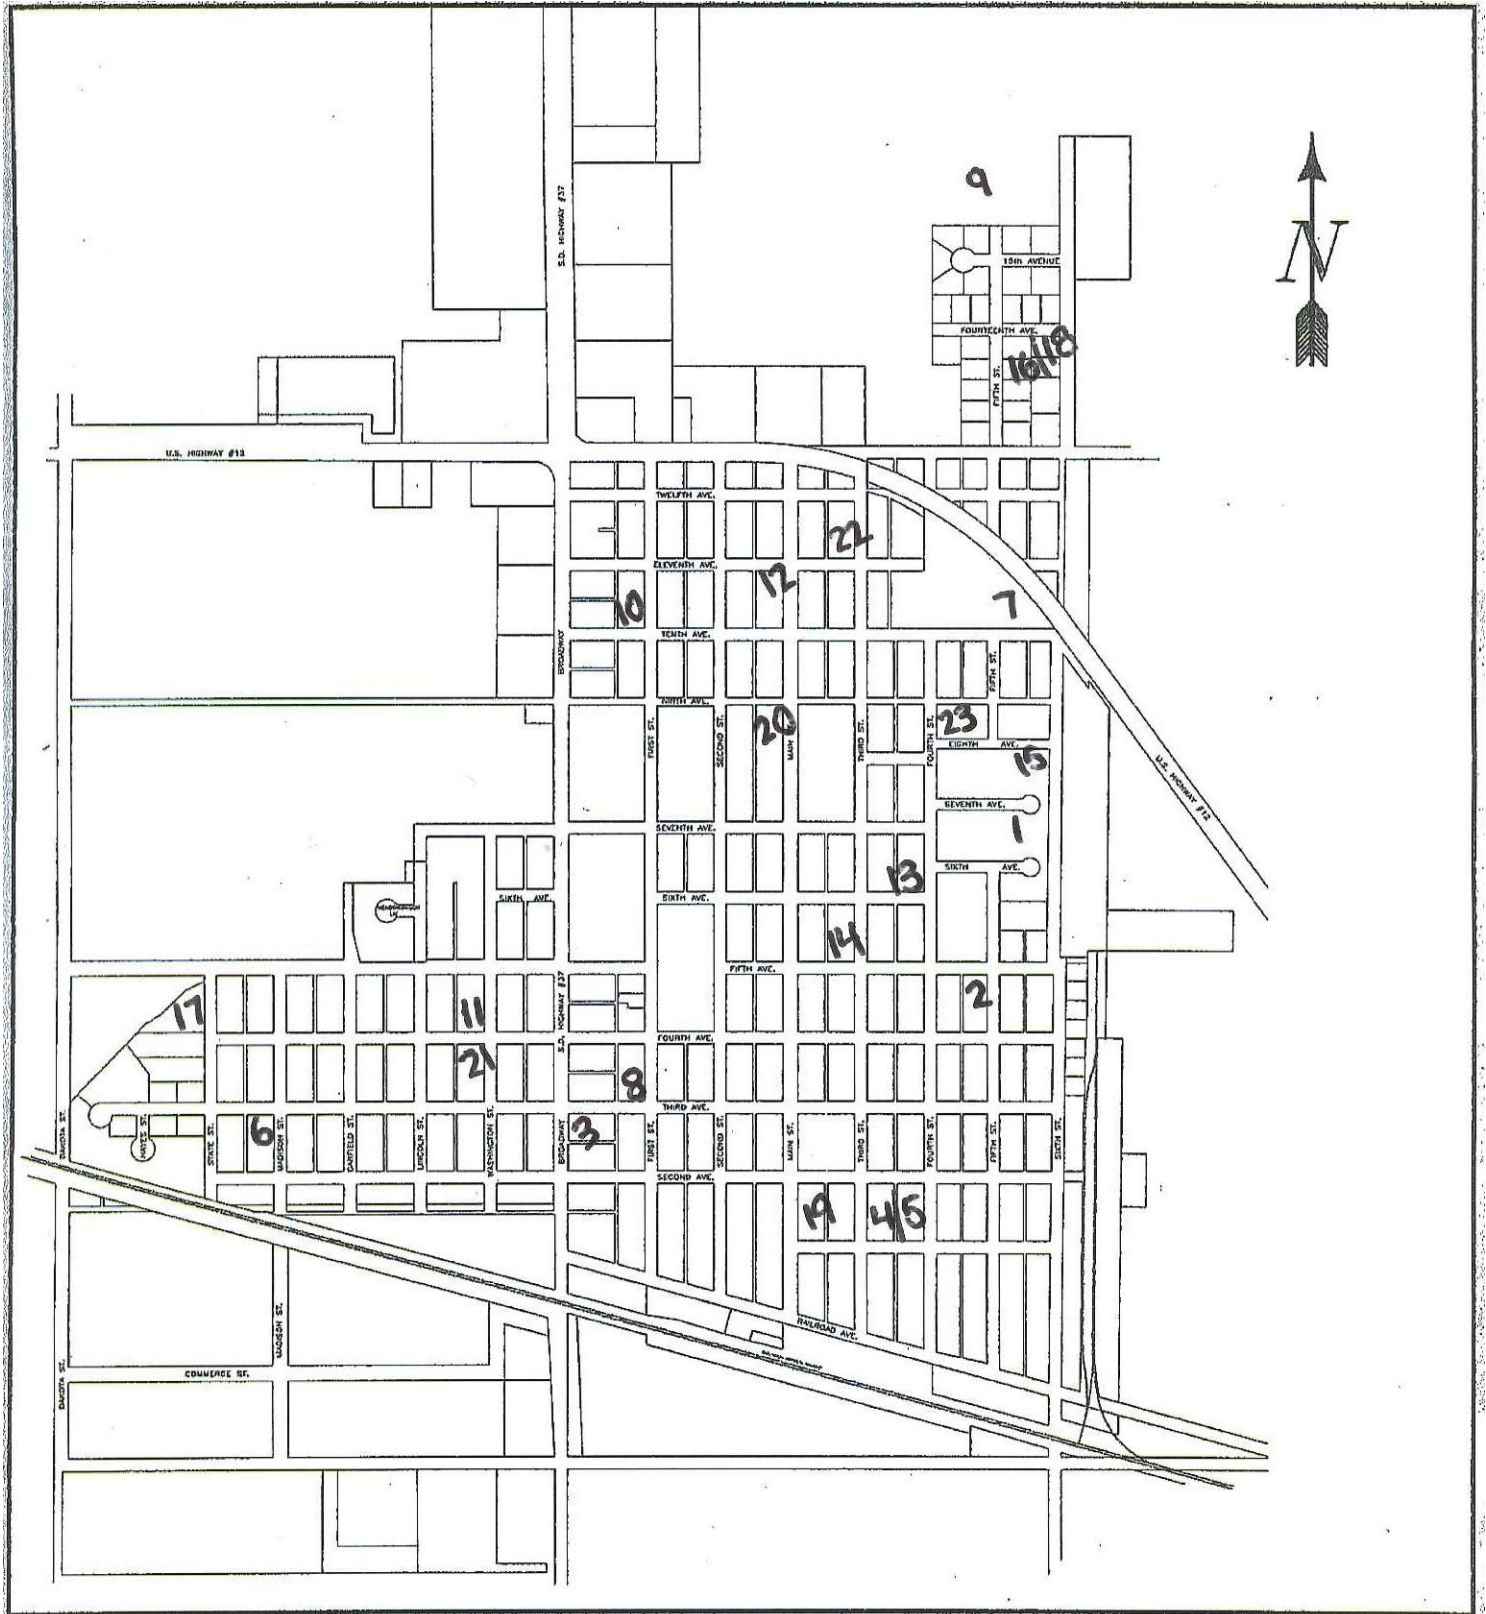 9
S.D. HIGHWAY #37
N
15th AVENUE
FOURTEENTH AVE.
16/18
FIFTH ST.
U.S. HIGHWAY #12
TWELFTH AVE.
22
ELEVENTH AVE.
12
10
7
TENTH AVE.
BROADWAY
FIFTH ST.
NINTH AVE.
FIRST ST.
SECOND ST.
20
MAIN ST.
THIRD ST.
FOURTH ST.
23
EIGHTH AVE.
15
U.S. HIGHWAY #12
SEVENTH AVE.
SEVENTH AVE.
1
SIXTH AVE.
13
SIXTH AVE.
SIXTH AVE.
14
FIFTH AVE.
17
11
S.D. HIGHWAY #37
2
FOURTH AVE.
21
8
THIRD AVE.
DAKOTA ST.
HAYES ST.
STATE ST.
6
MADISON ST.
GARFIELD ST.
LINCOLN ST.
WASHINGTON ST.
BROADWAY
3
FIRST ST.
SECOND ST.
MAIN ST.
THIRD ST.
FOURTH ST.
FIFTH ST.
SIXTH ST.
SECOND AVE.
19
4/5
MADISON ST.
RAILROAD AVE.
DAKOTA ST.
COMMERCE ST.